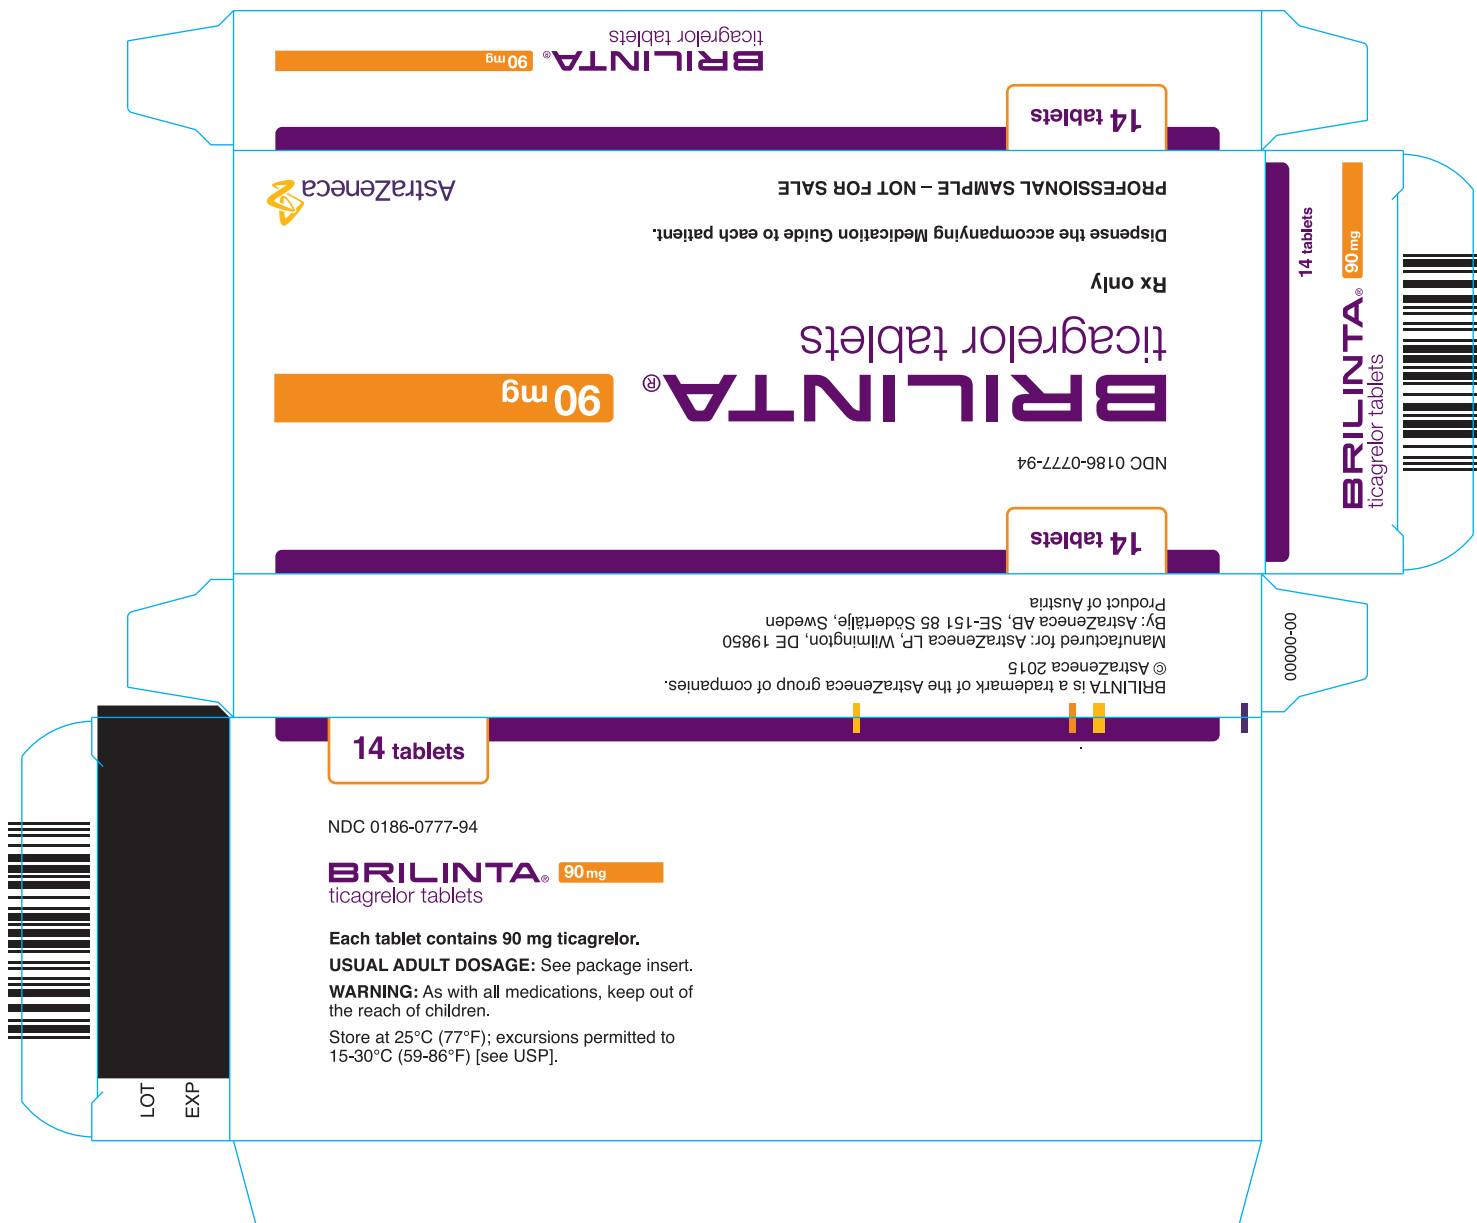 BRILINTA® 90 mg
ticagrelor tablets
14 tablets
AstraZeneca
PROFESSIONAL SAMPLE – NOT FOR SALE
Dispense the accompanying Medication Guide to each patient.
Rx only
ticagrelor tablets
BRILINTA® 90 mg
NDC 0186-0777-94
14 tablets
14 tablets
BRILINTA® 90 mg
ticagrelor tablets
BRILINTA is a trademark of the AstraZeneca group of companies.
© AstraZeneca 2015
Manufactured for: AstraZeneca LP, Wilmington, DE 19850
By: AstraZeneca AB, SE-151 85 Södertälje, Sweden
Product of Austria
00000-00
14 tablets
NDC 0186-0777-94
BRILINTA® 90 mg
ticagrelor tablets
Each tablet contains 90 mg ticagrelor.
USUAL ADULT DOSAGE: See package insert.
WARNING: As with all medications, keep out of
the reach of children.
Store at 25°C (77°F); excursions permitted to
15-30°C (59-86°F) [see USP].
LOT
EXP